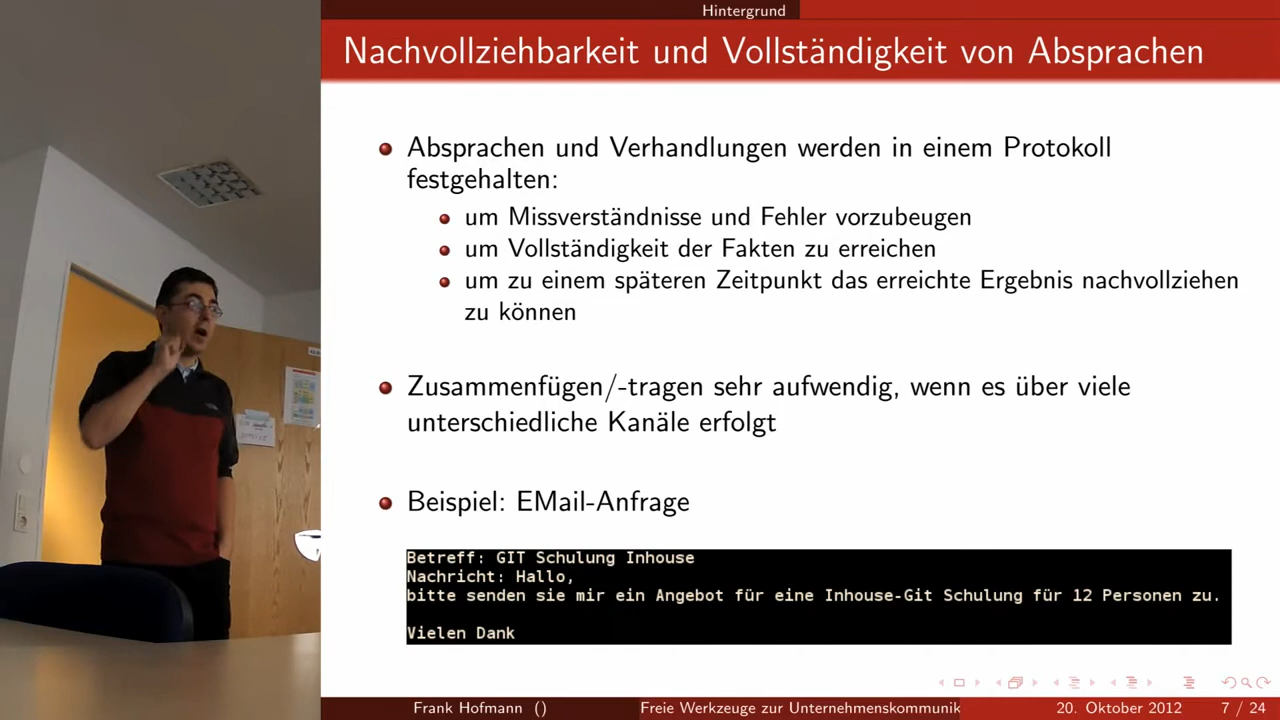 Hintergrund
Nachvollziehbarkeit und Vollständigkeit von Absprachen
Absprachen und Verhandlungen werden in einem Protokoll
festgehalten:
um Missverständnisse und Fehler vorzubeugen
um Vollständigkeit der Fakten zu erreichen
um zu einem späteren Zeitpunkt das erreichte Ergebnis nachvollziehen
zu können
Zusammenfügen/-tragen sehr aufwendig, wenn es über viele
unterschiedliche Kanäle erfolgt
Beispiel: EMail-Anfrage
Betreff: GIT Schulung Inhouse
Nachricht: Hallo,
bitte senden sie mir ein Angebot für eine Inhouse-Git Schulung für 12 Personen zu.
Vielen Dank
Frank Hofmann () Freie Werkzeuge zur Unternehmenskommunik 20. Oktober 2012 7 / 24